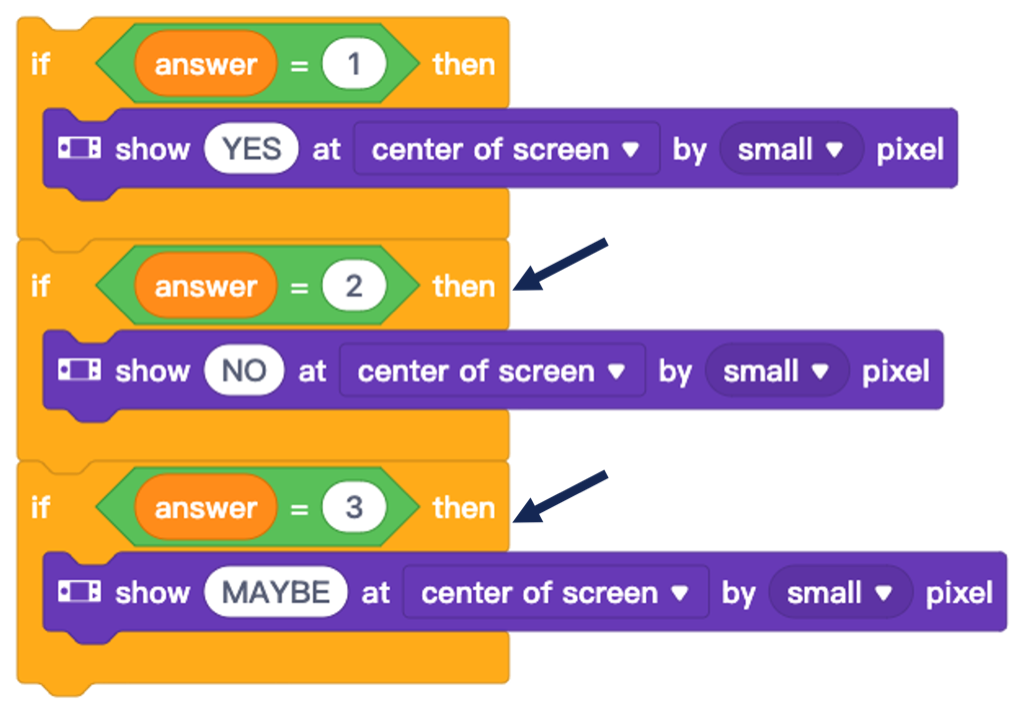 if answer = 1 then
show YES at center of screen by small pixel
if answer = 2 then
show NO at center of screen by small pixel
if answer = 3 then
show MAYBE at center of screen by small pixel